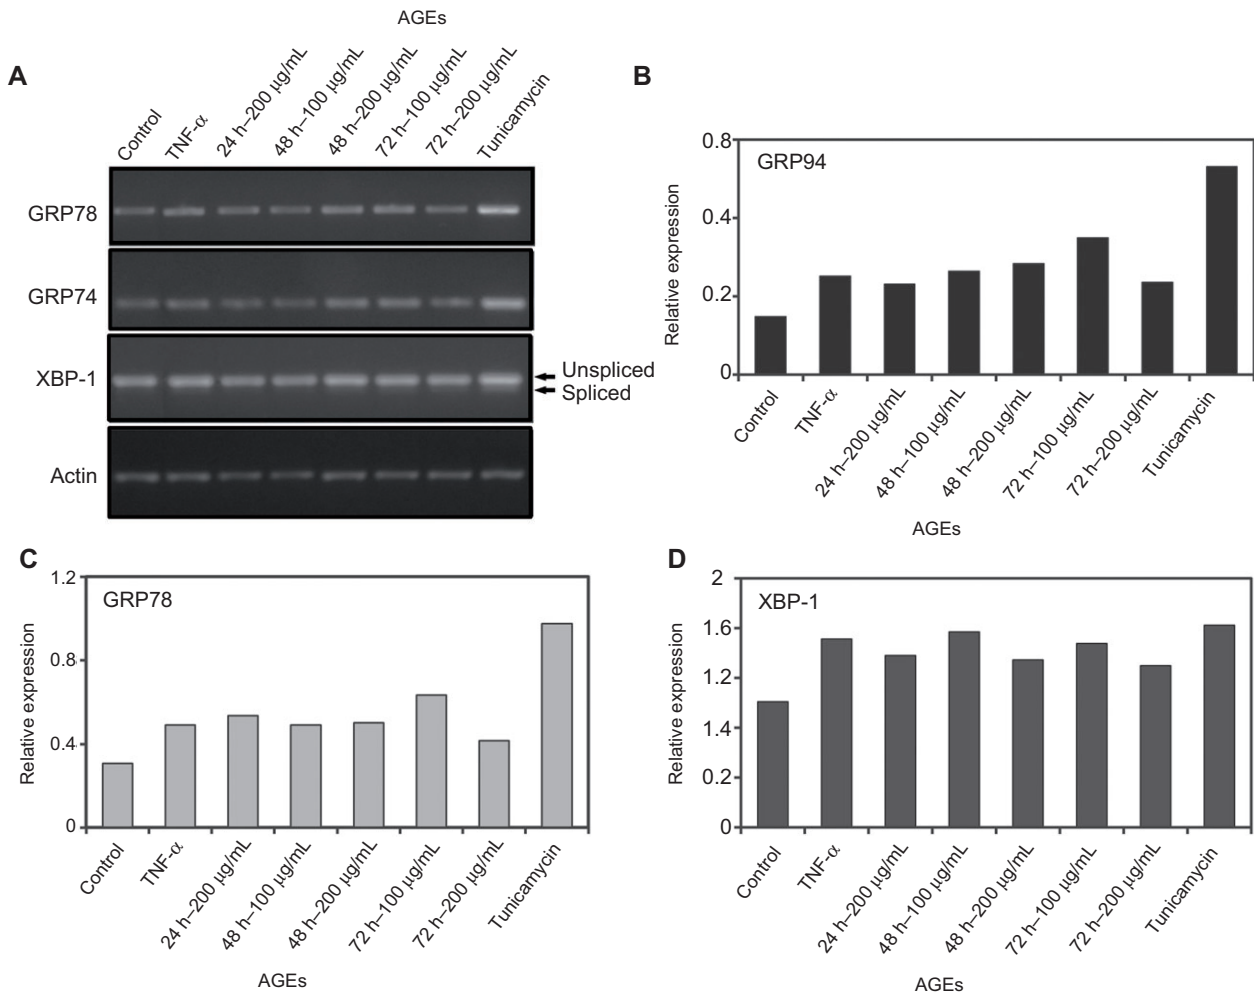 AGEs
A
Control
TNF-α
24 h–200 µg/mL
48 h–100 µg/mL
48 h–200 µg/mL
72 h–100 µg/mL
72 h–200 µg/mL
Tunicamycin
GRP78
GRP74
XBP-1
Unspliced
Spliced
Actin
B
GRP94
Relative expression
0.8
0.4
0.2
0
Control
TNF-α
24 h–200 µg/mL
48 h–100 µg/mL
48 h–200 µg/mL
72 h–100 µg/mL
72 h–200 µg/mL
Tunicamycin
AGEs
C
GRP78
Relative expression
1.2
0.8
0.4
0
Control
TNF-α
24 h–200 µg/mL
48 h–100 µg/mL
48 h–200 µg/mL
72 h–100 µg/mL
72 h–200 µg/mL
Tunicamycin
AGEs
D
XBP-1
Relative expression
2
1.6
1.2
1.4
0.2
0
Control
TNF-α
24 h–200 µg/mL
48 h–100 µg/mL
48 h–200 µg/mL
72 h–100 µg/mL
72 h–200 µg/mL
Tunicamycin
AGEs